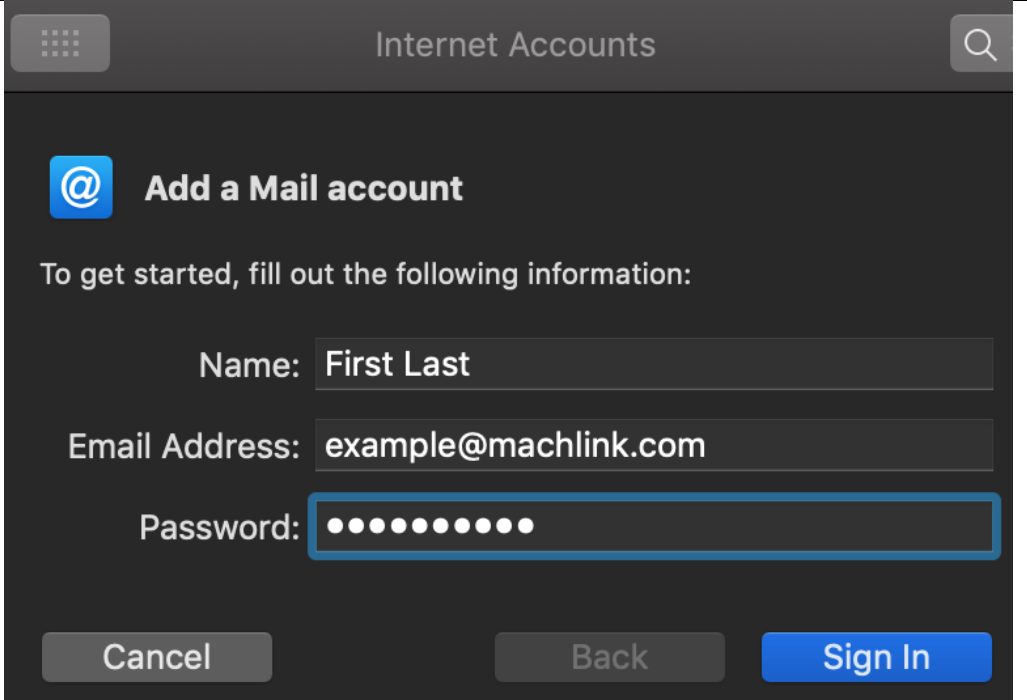 Internet Accounts
@ Add a Mail account
To get started, fill out the following information:
Name: First Last
Email Address: example@machlink.com
Password: ••••••••••
Cancel Back Sign In